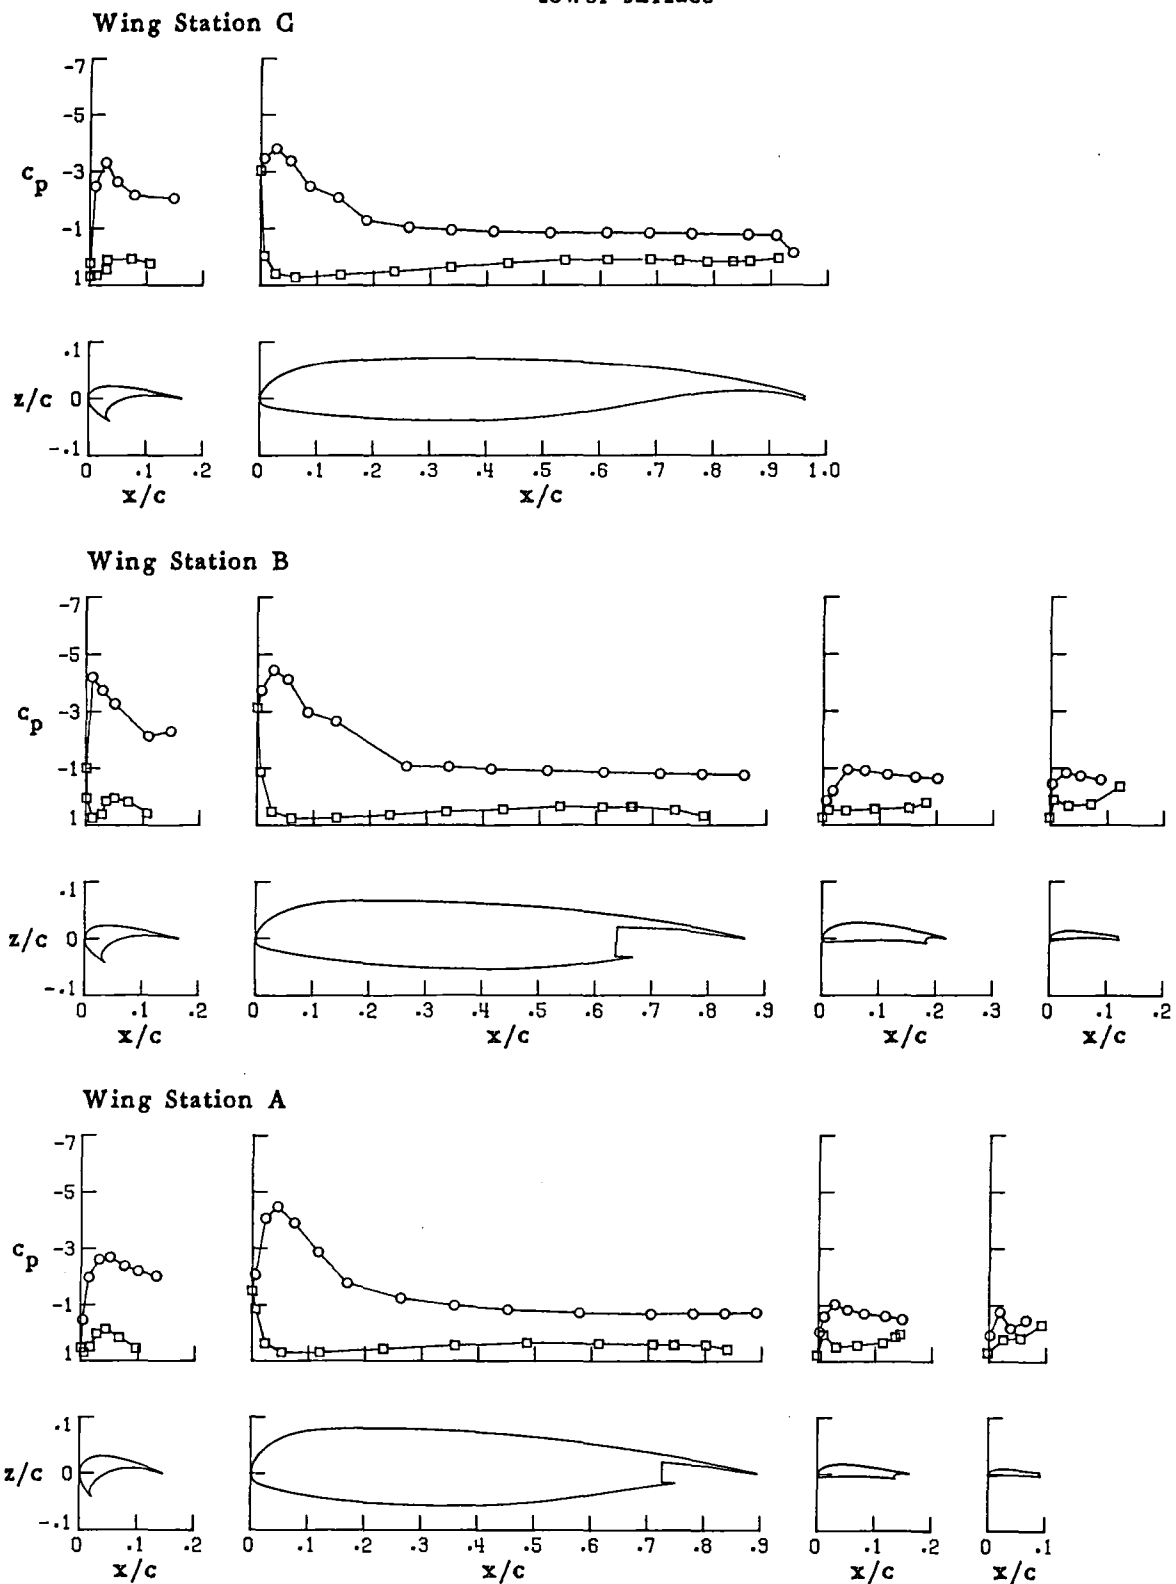 lower surface
Wing Station C
-7
-5
-3
-1
1
c_p
.1
0
-.1
z/c
0 .1 .2
x/c
0 .1 .2 .3 .4 .5 .6 .7 .8 .9 1.0
x/c
Wing Station B
-7
-5
-3
-1
1
c_p
.1
0
-.1
z/c
0 .1 .2
x/c
0 .1 .2 .3 .4 .5 .6 .7 .8 .9
x/c
0 .1 .2 .3
x/c
0 .1 .2
x/c
Wing Station A
-7
-5
-3
-1
1
c_p
.1
0
-.1
z/c
0 .1 .2
x/c
0 .1 .2 .3 .4 .5 .6 .7 .8 .9
x/c
0 .1 .2
x/c
0 .1
x/c